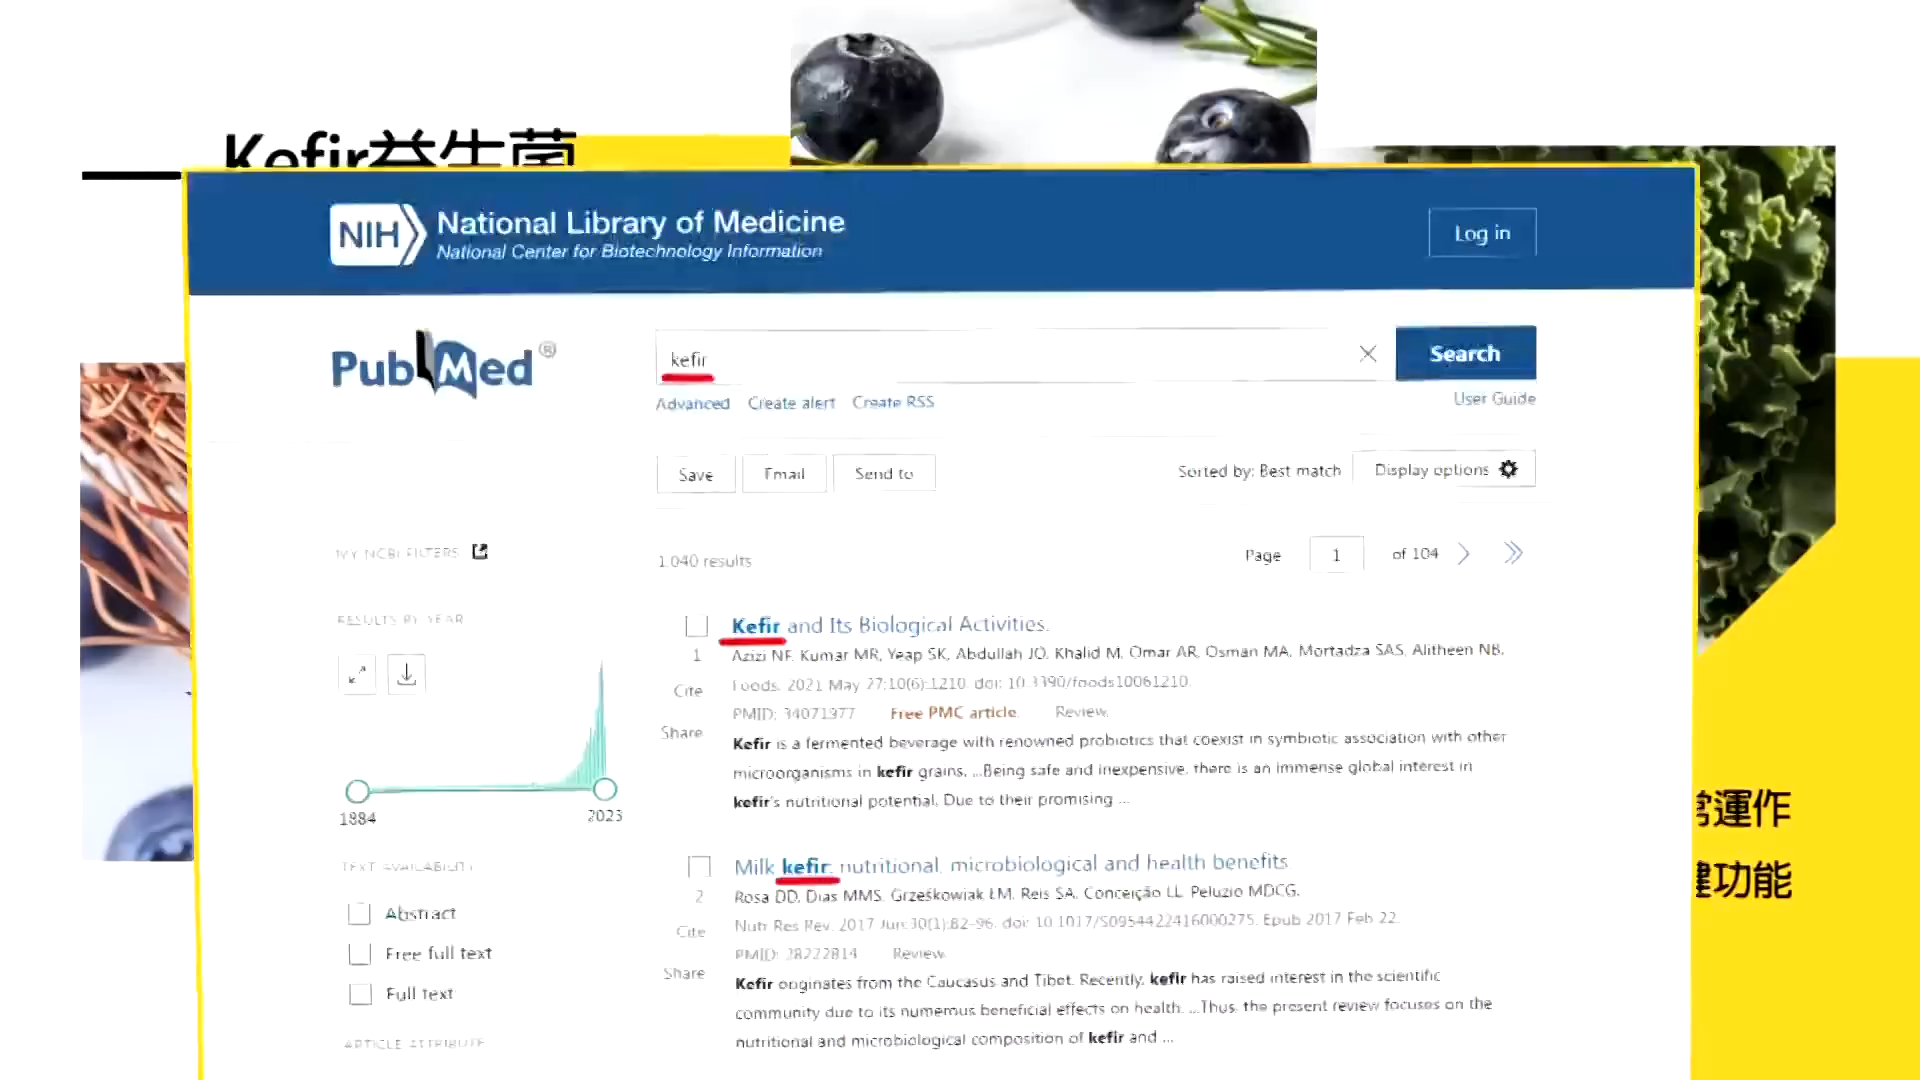 Kefir益生菌
NIH National Library of Medicine
National Center for Biotechnology Information
Log in
PubMed®
kefir
Search
Advanced Create alert Create RSS
User Guide
Save Email Send to
Sorted by: Best match Display options
MY NCBI FILTERS
1,040 results
Page 1 of 104
RESULTS BY YEAR
1884 2023
TEXT AVAILABILITY
Abstract
Free full text
Full text
ARTICLE ATTRIBUTE
Kefir and Its Biological Activities.
1
Azizi NF, Kumar MR, Yeap SK, Abdullah JO, Khalid M, Omar AR, Osman MA, Mortadza SAS, Alitheen NB.
Cite
Foods. 2021 May 27;10(6):1210. doi: 10.3390/foods10061210.
PMID: 34071977 Free PMC article. Review.
Share
Kefir is a fermented beverage with renowned probiotics that coexist in symbiotic association with other
microorganisms in kefir grains. ...Being safe and inexpensive, there is an immense global interest in
kefir's nutritional potential. Due to their promising ...
Milk kefir: nutritional, microbiological and health benefits
2
Rosa DD, Dias MMS, Grześkowiak ŁM, Reis SA, Conceição LL, Peluzio MDCG.
Cite
Nutr Res Rev. 2017 Jun;30(1):82-96. doi: 10.1017/S0954422416000275. Epub 2017 Feb 22.
PMID: 28222814 Review.
Share
Kefir originates from the Caucasus and Tibet. Recently, kefir has raised interest in the scientific
community due to its numerous beneficial effects on health. ...Thus, the present review focuses on the
nutritional and microbiological composition of kefir and ...
常運作
功能